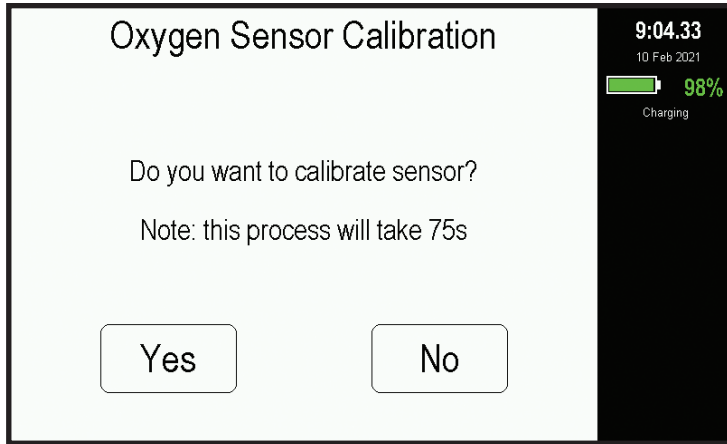 Oxygen Sensor Calibration
Do you want to calibrate sensor?
Note: this process will take 75s
Yes
No
9:04.33
10 Feb 2021
98%
Charging